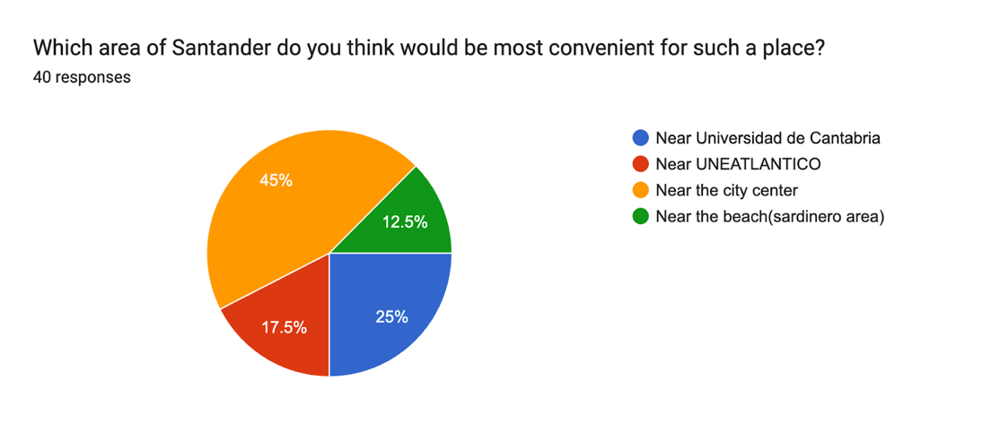 Which area of Santander do you think would be most convenient for such a place?
40 responses
45%
12.5%
17.5%
25%
Near Universidad de Cantabria
Near UNEATLANTICO
Near the city center
Near the beach(sardinero area)